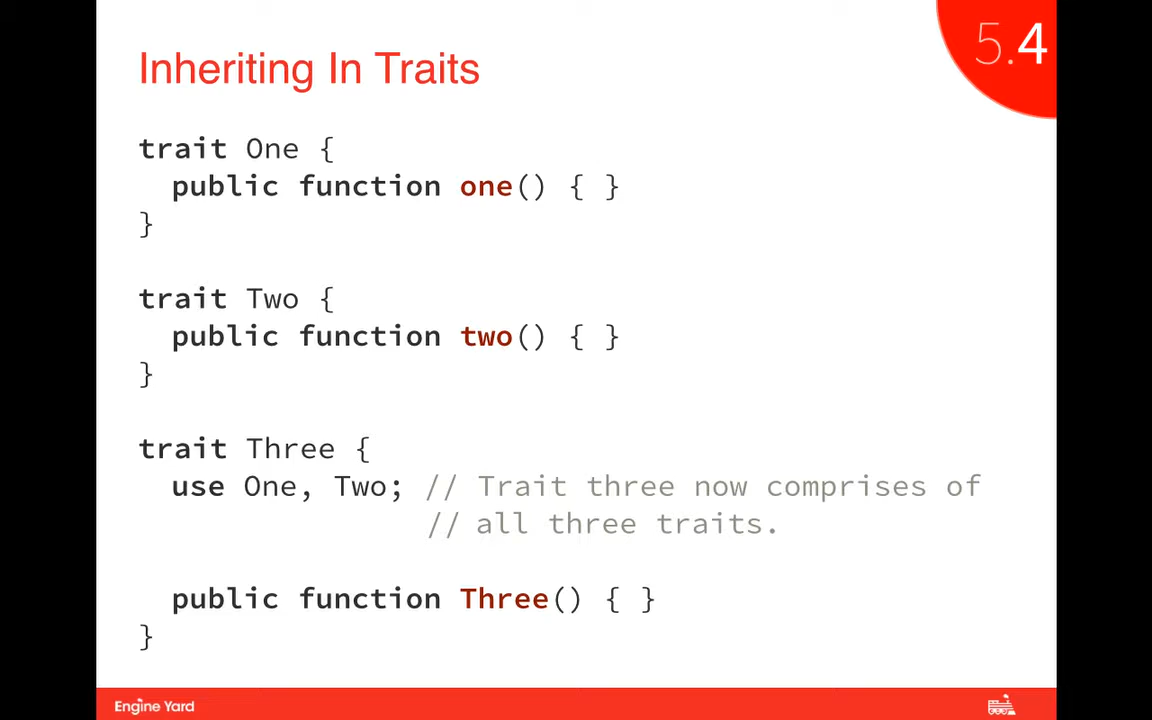 5.4
Inheriting In Traits
trait One {
  public function one() { }
}
trait Two {
  public function two() { }
}
trait Three {
  use One, Two; // Trait three now comprises of
                // all three traits.
  public function Three() { }
}
Engine Yard